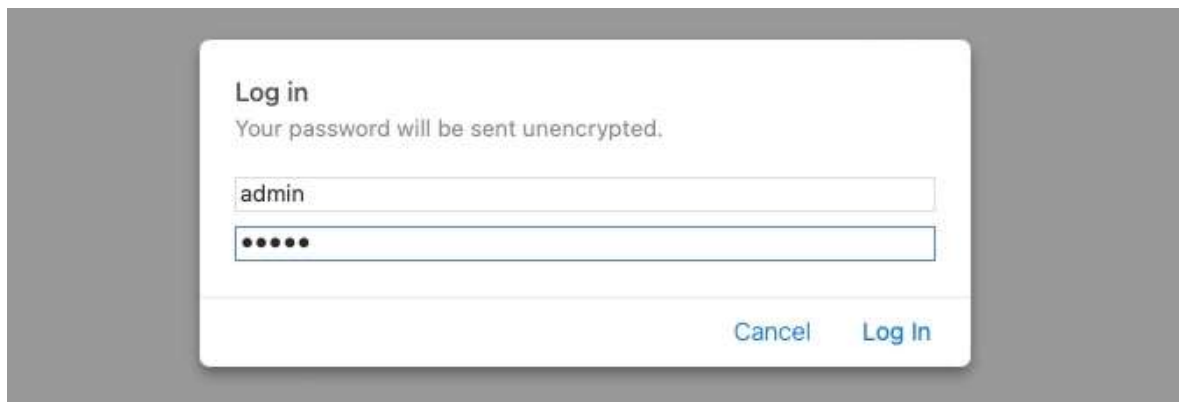 Log in
Your password will be sent unencrypted.
admin
•••••
Cancel Log In